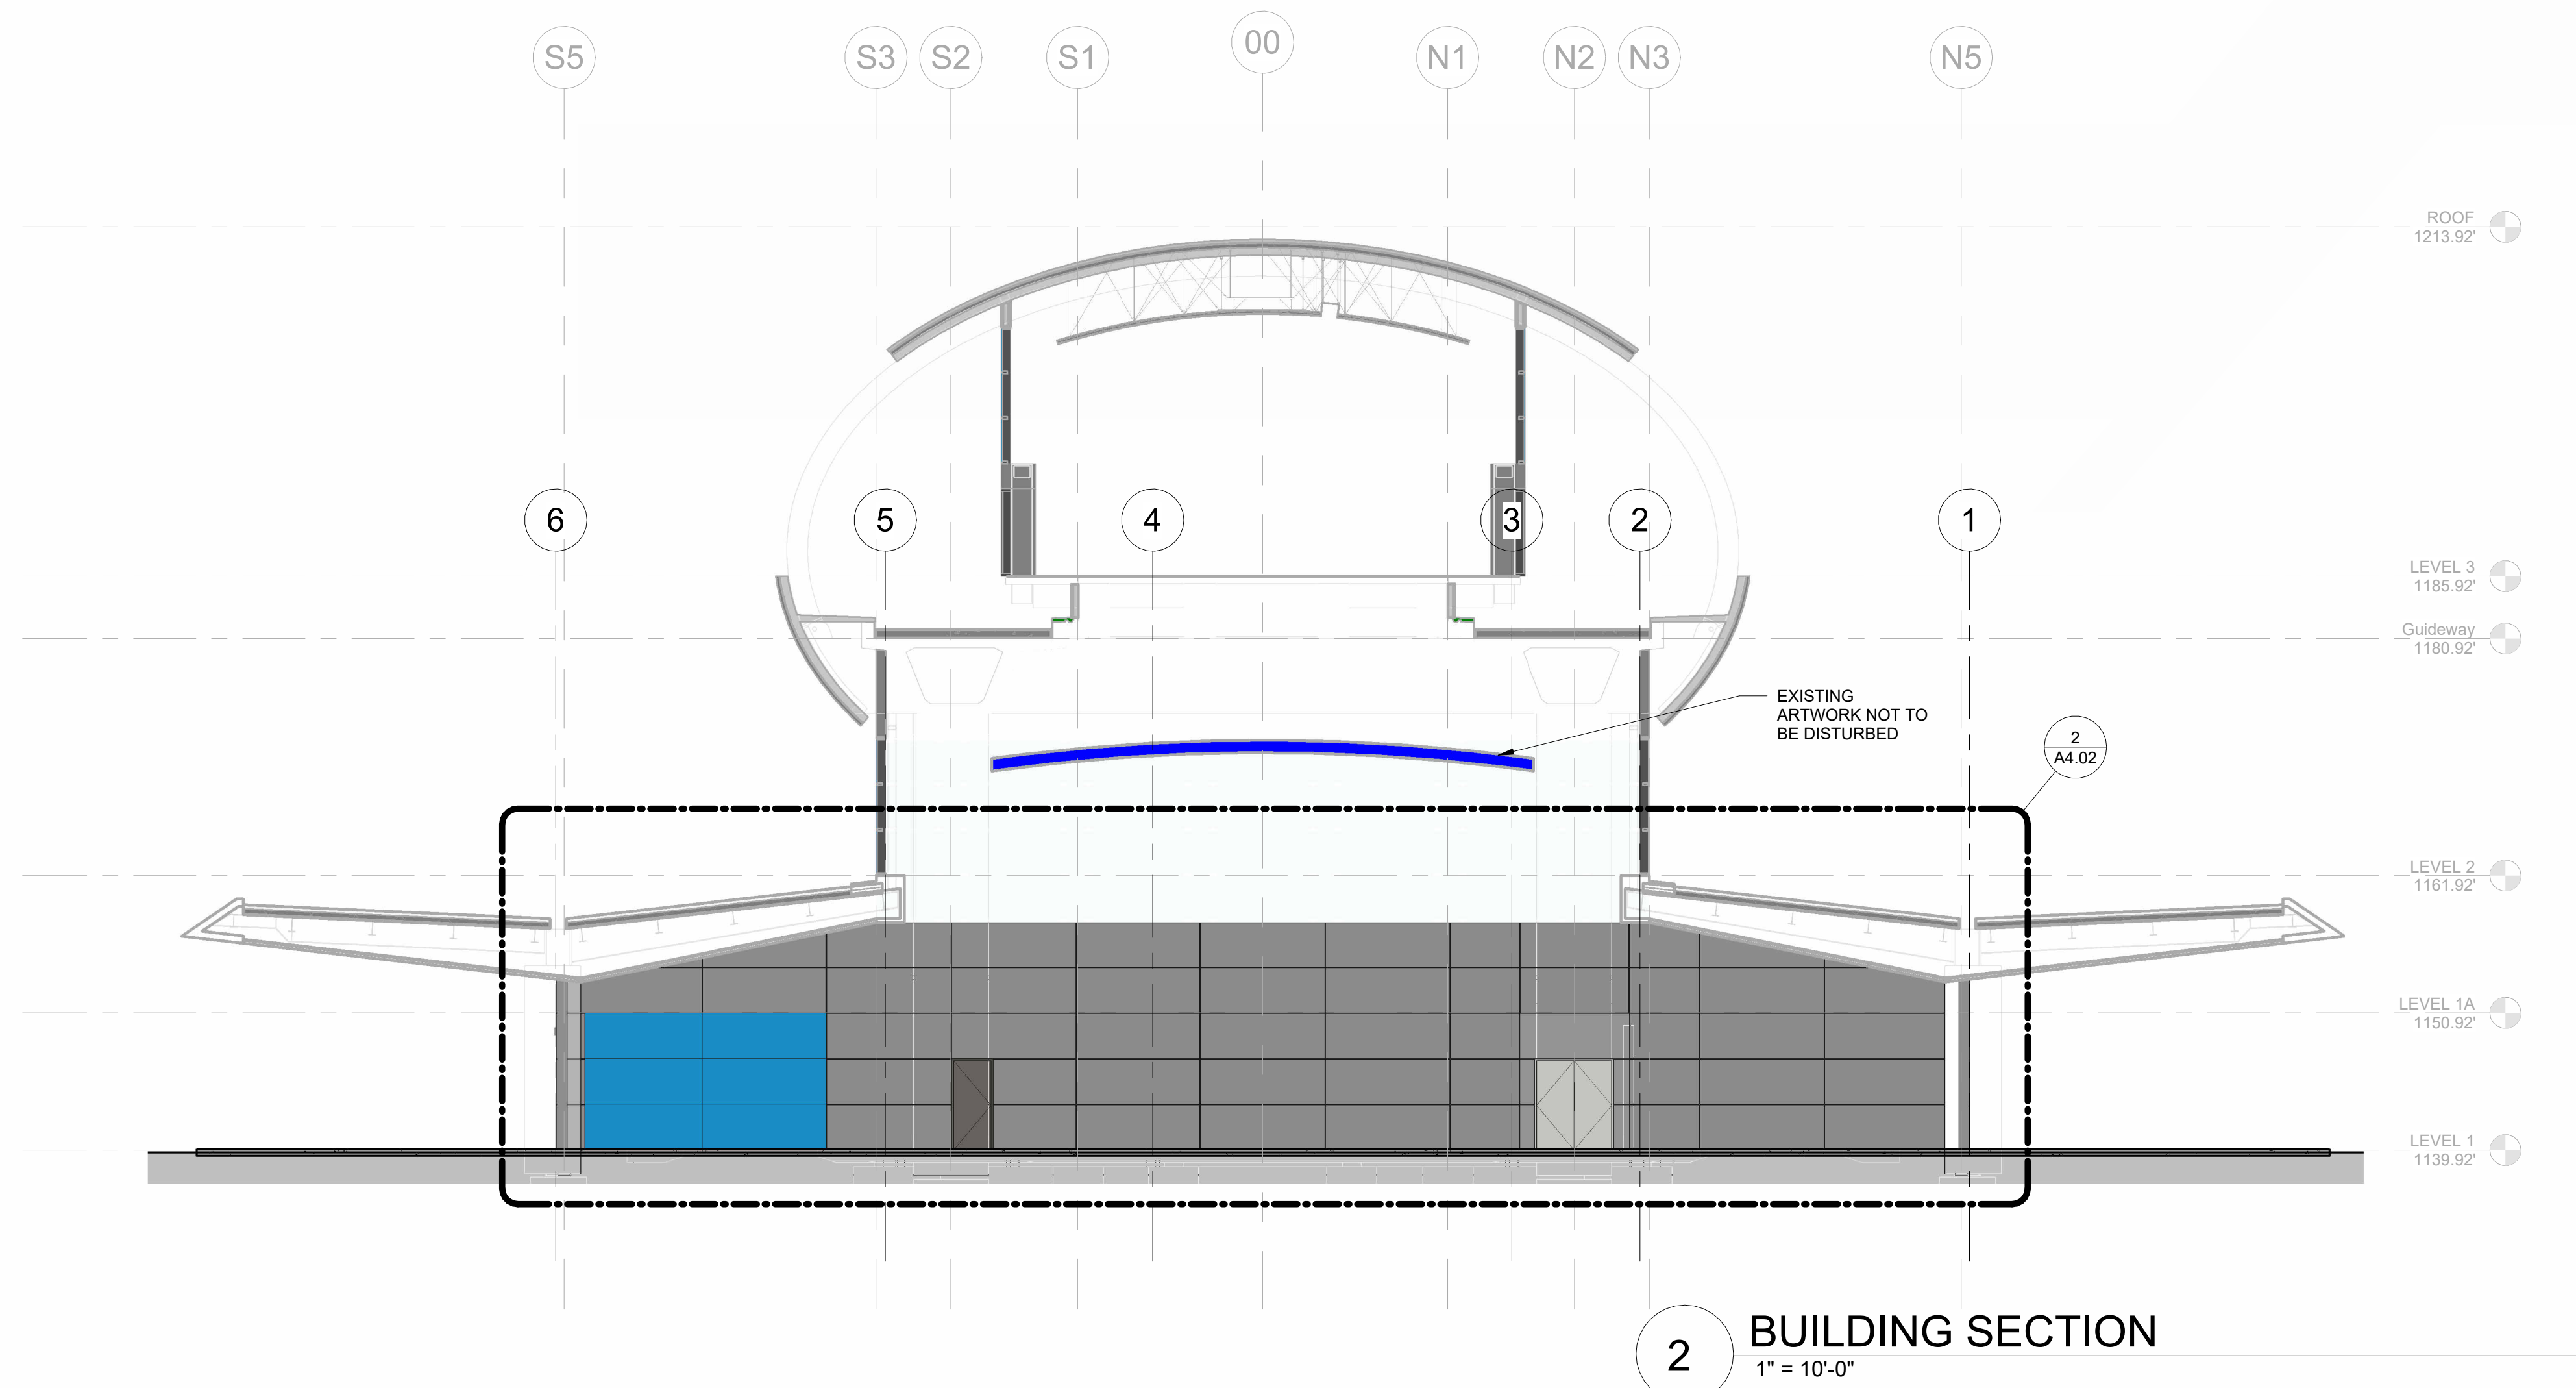 S5
S3
S2
S1
00
N1
N2
N3
N5
ROOF
1213.92'
6
5
4
3
2
1
LEVEL 3
1185.92'
Guideway
1180.92'
EXISTING
ARTWORK NOT TO
BE DISTURBED
2
A4.02
LEVEL 2
1161.92'
LEVEL 1A
1150.92'
LEVEL 1
1139.92'
2
BUILDING SECTION
1" = 10'-0"